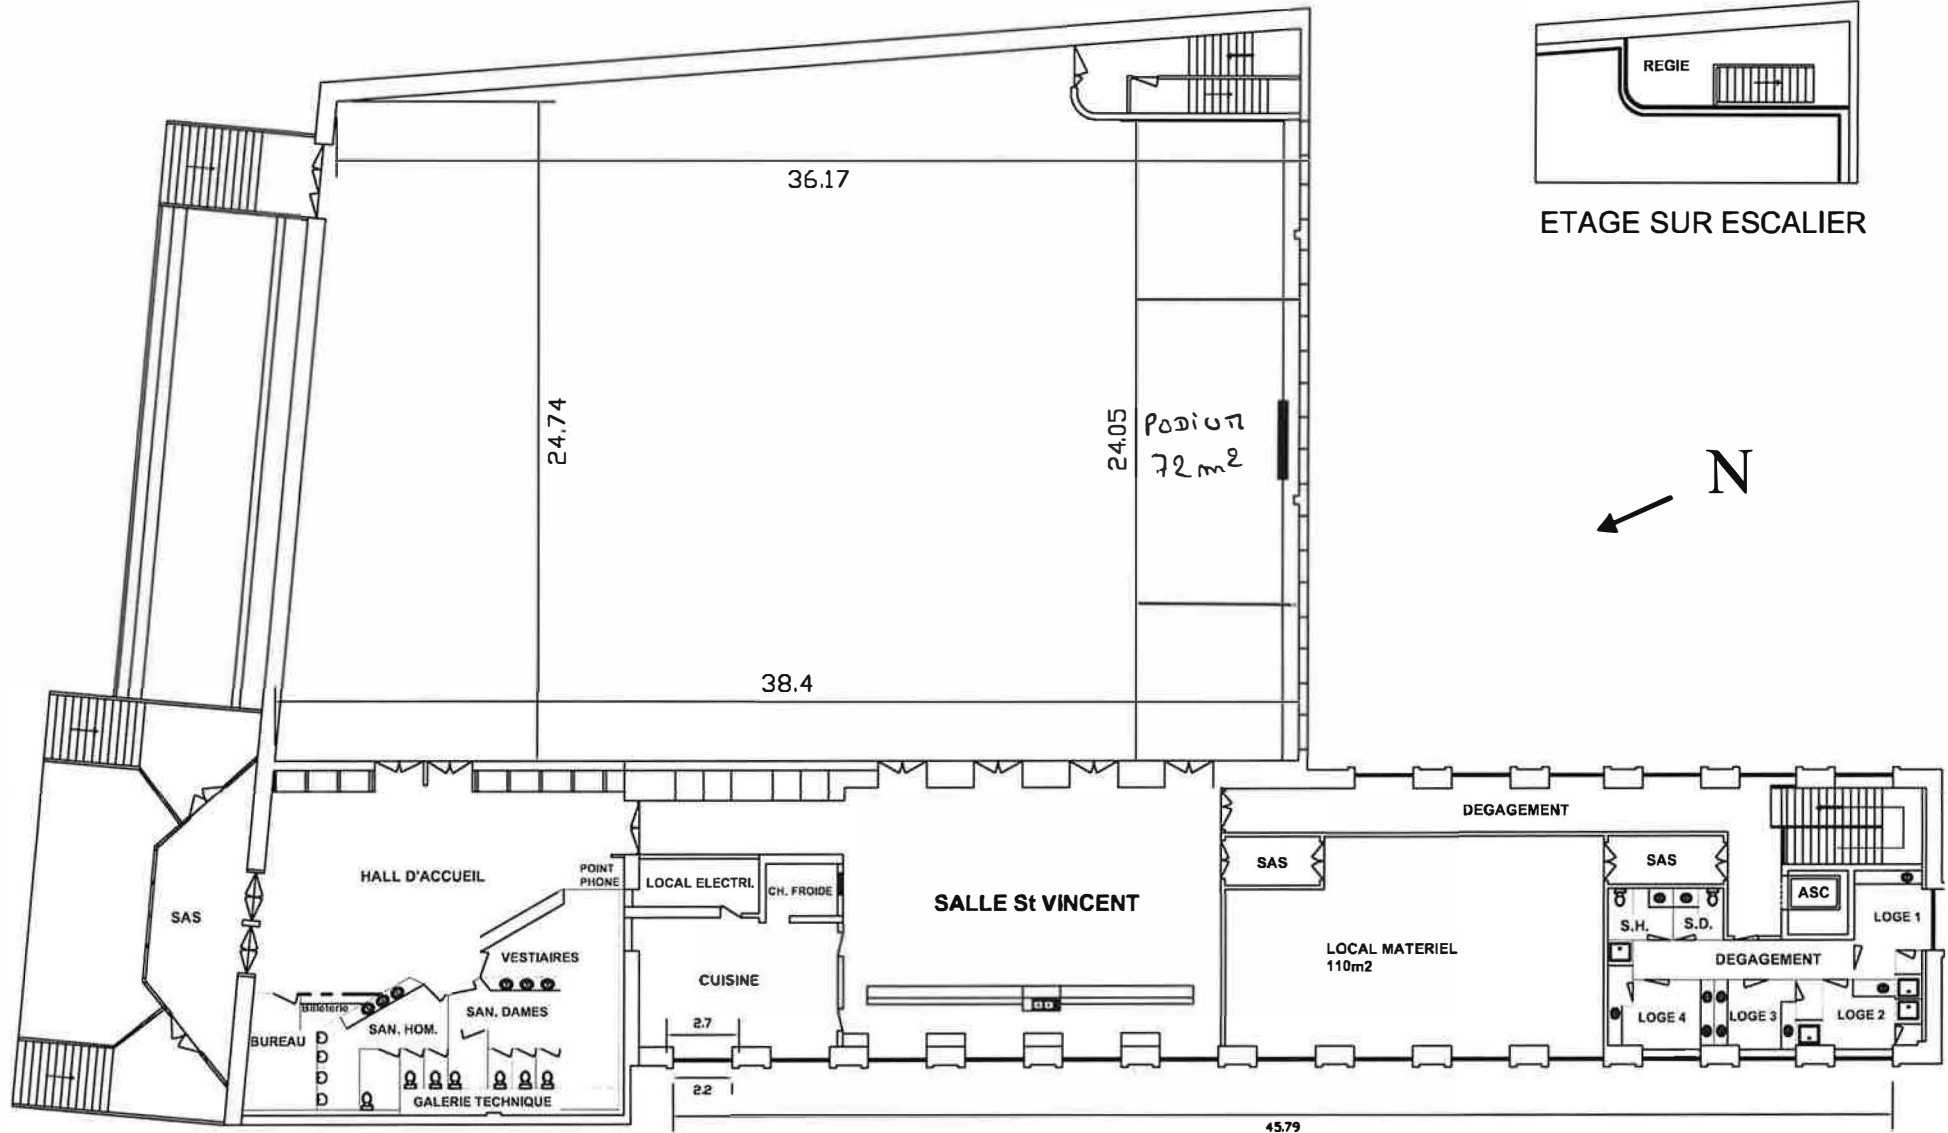 REGIE
ETAGE SUR ESCALIER
36.17
24.74
24.05
PODIUM
72 m²
N
38.4
DEGAGEMENT
SAS
SAS
ASC
LOGE 1
HALL D'ACCUEIL
POINT
PHONE
LOCAL ELECTRI.
CH. FROIDE
SALLE St VINCENT
SAS
S.H.
S.D.
LOCAL MATERIEL
110m2
DEGAGEMENT
VESTIAIRES
CUISINE
Billeterie
SAN. DAMES
SAN. HOM.
BUREAU
2.7
LOGE 4
LOGE 3
LOGE 2
2.2
GALERIE TECHNIQUE
45.79